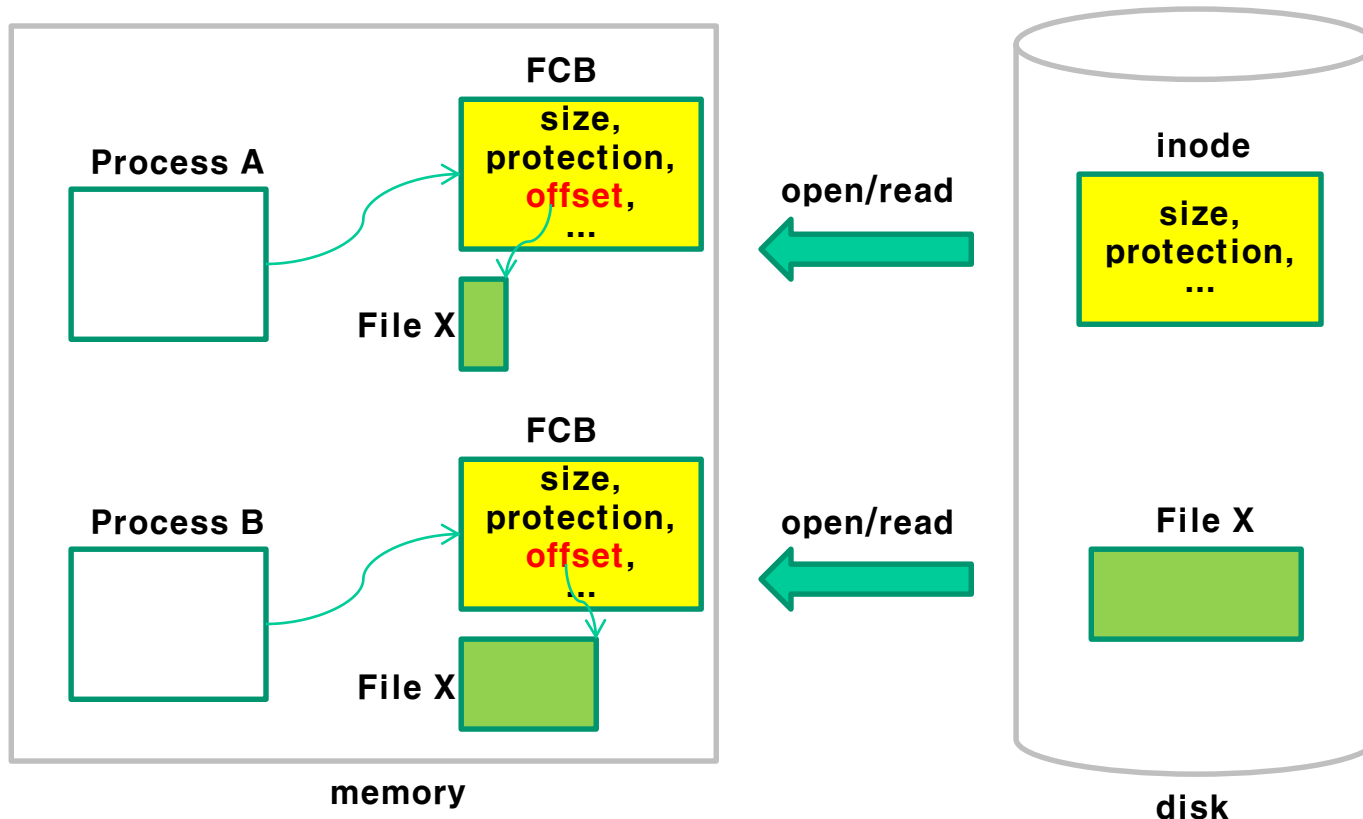 FCB
size,
protection,
offset,
...
Process A
File X
open/read
inode
size,
protection,
...
FCB
size,
protection,
offset,
...
Process B
File X
open/read
File X
memory
disk